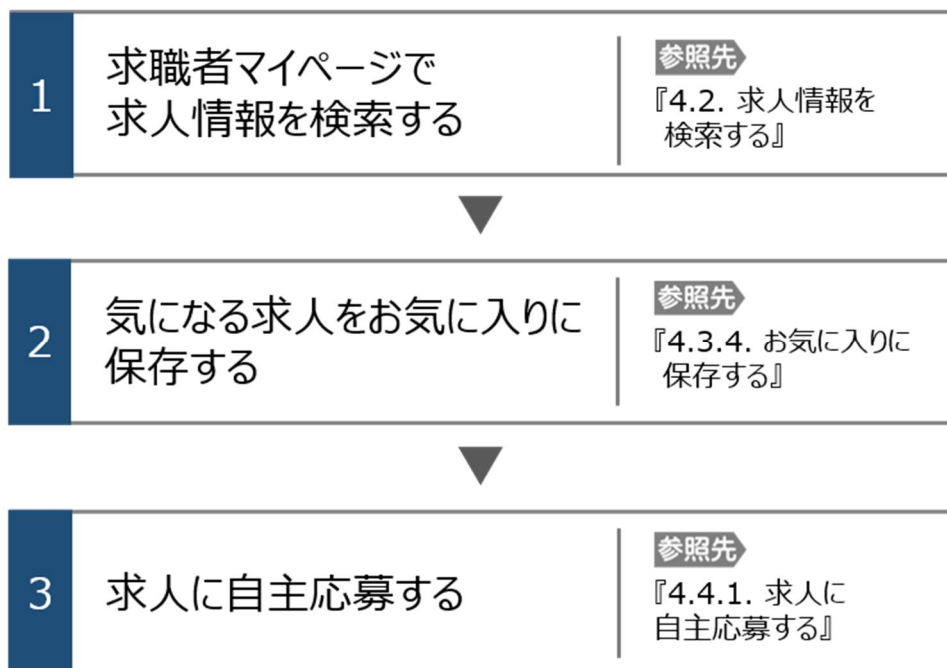 1
求職者マイページで
求人情報を検索する
参照先
『4.2. 求人情報を
検索する』
2
気になる求人をお気に入りに
保存する
参照先
『4.3.4. お気に入りに
保存する』
3
求人に自主応募する
参照先
『4.4.1. 求人に
自主応募する』